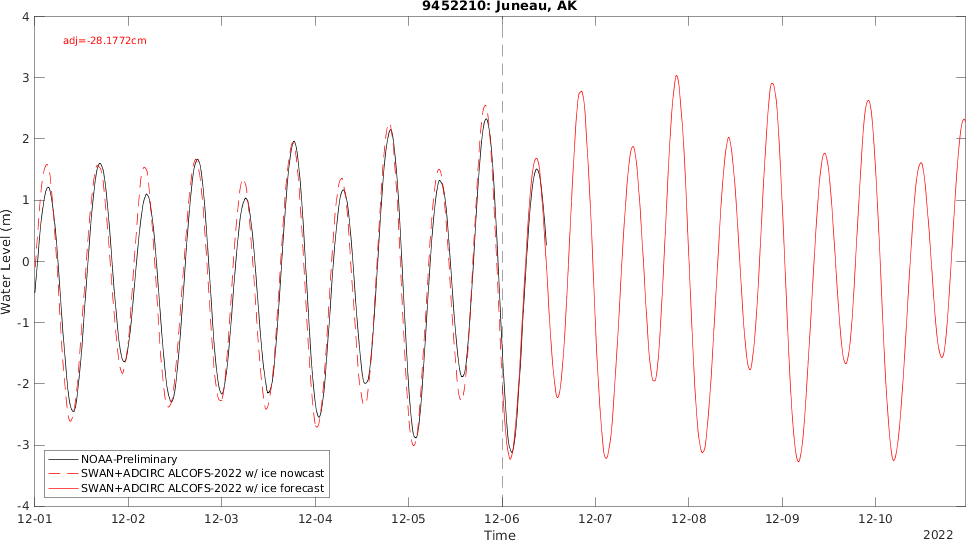 9452210: Juneau, AK
adj=-28.1772cm
Water Level (m)
4
3
2
1
0
-1
-2
-3
-4
NOAA-Preliminary
SWAN+ADCIRC ALCOFS-2022 w/ ice nowcast
SWAN+ADCIRC ALCOFS-2022 w/ ice forecast
12-01 12-02 12-03 12-04 12-05 12-06 12-07 12-08 12-09 12-10
Time
2022